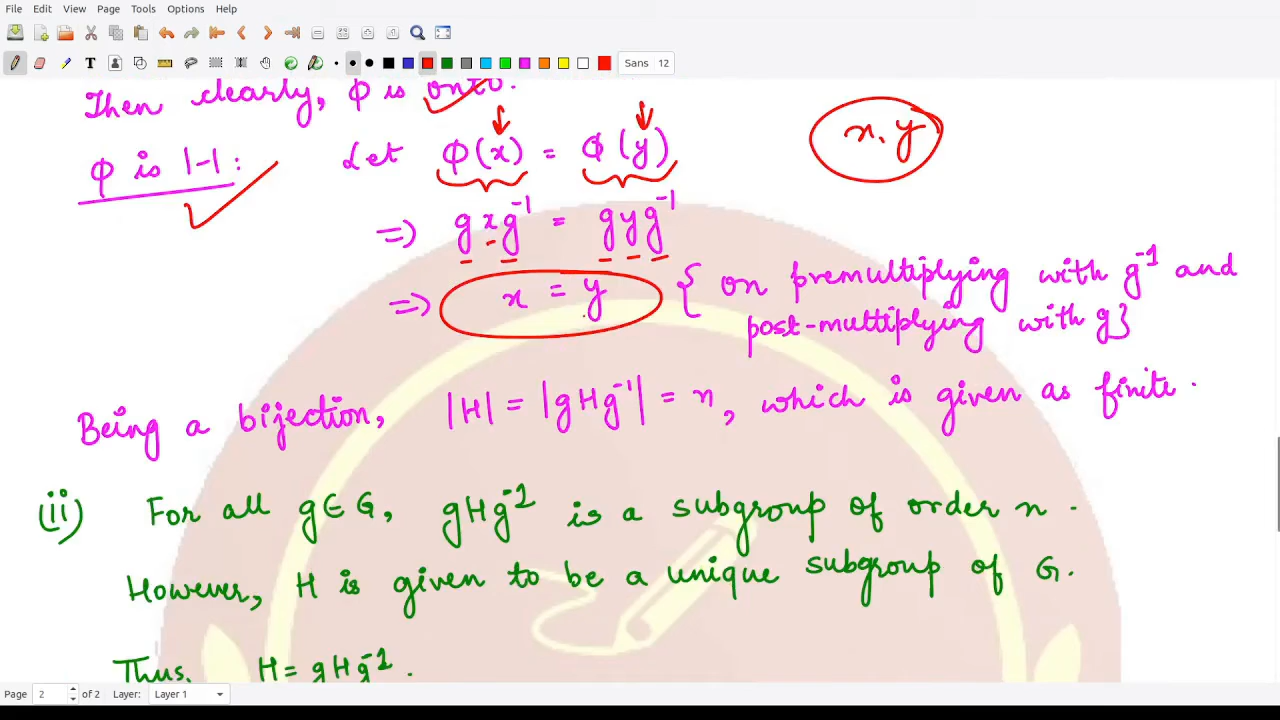 File Edit View Page Tools Options Help
Sans 12
Then clearly, φ is onto.
φ is 1-1: Let φ(x) = φ(y)
x, y
=> gxg⁻¹ = gyg⁻¹
=> x = y { on premultiplying with g⁻¹ and
post-multiplying with g}
Being a bijection, |H| = |gHg⁻¹| = n, which is given as finite.
(ii) For all g∈G, gHg⁻¹ is a subgroup of order n.
However, H is given to be a unique subgroup of G.
Thus, H = gHg⁻¹.
Page 2 of 2 Layer: Layer 1